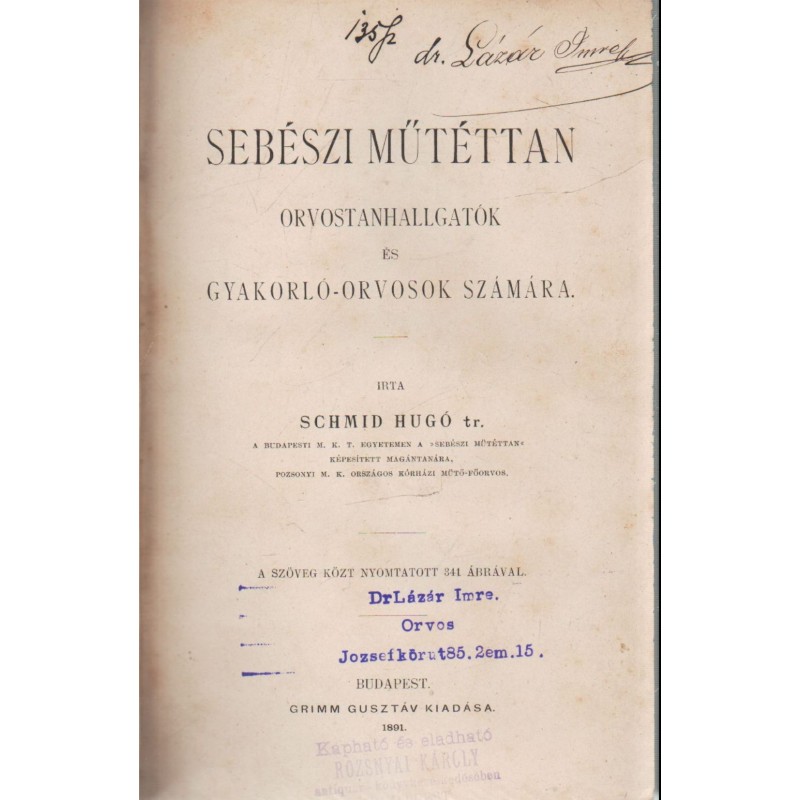 135
dr. Lázár Imre
SEBÉSZI MŰTÉTTAN
ORVOSTANHALLGATÓK
ÉS
GYAKORLÓ-ORVOSOK SZÁMÁRA.
IRTA
SCHMID HUGÓ tr.
A BUDAPESTI M. K. T. EGYETEMEN A »SEBÉSZI MŰTÉTTAN«
KÉPESÍTETT MAGÁNTANÁRA,
POZSONYI M. K. ORSZÁGOS KÓRHÁZI MŰTŐ-FŐORVOS.
A SZÖVEG KÖZT NYOMTATOTT 341 ÁBRÁVAL.
DrLázár Imre.
Orvos
Jozsefkörut85.2em.15.
BUDAPEST.
GRIMM GUSZTÁV KIADÁSA.
1891.
Kapható és eladható
ROZSNYAI KÁROLY